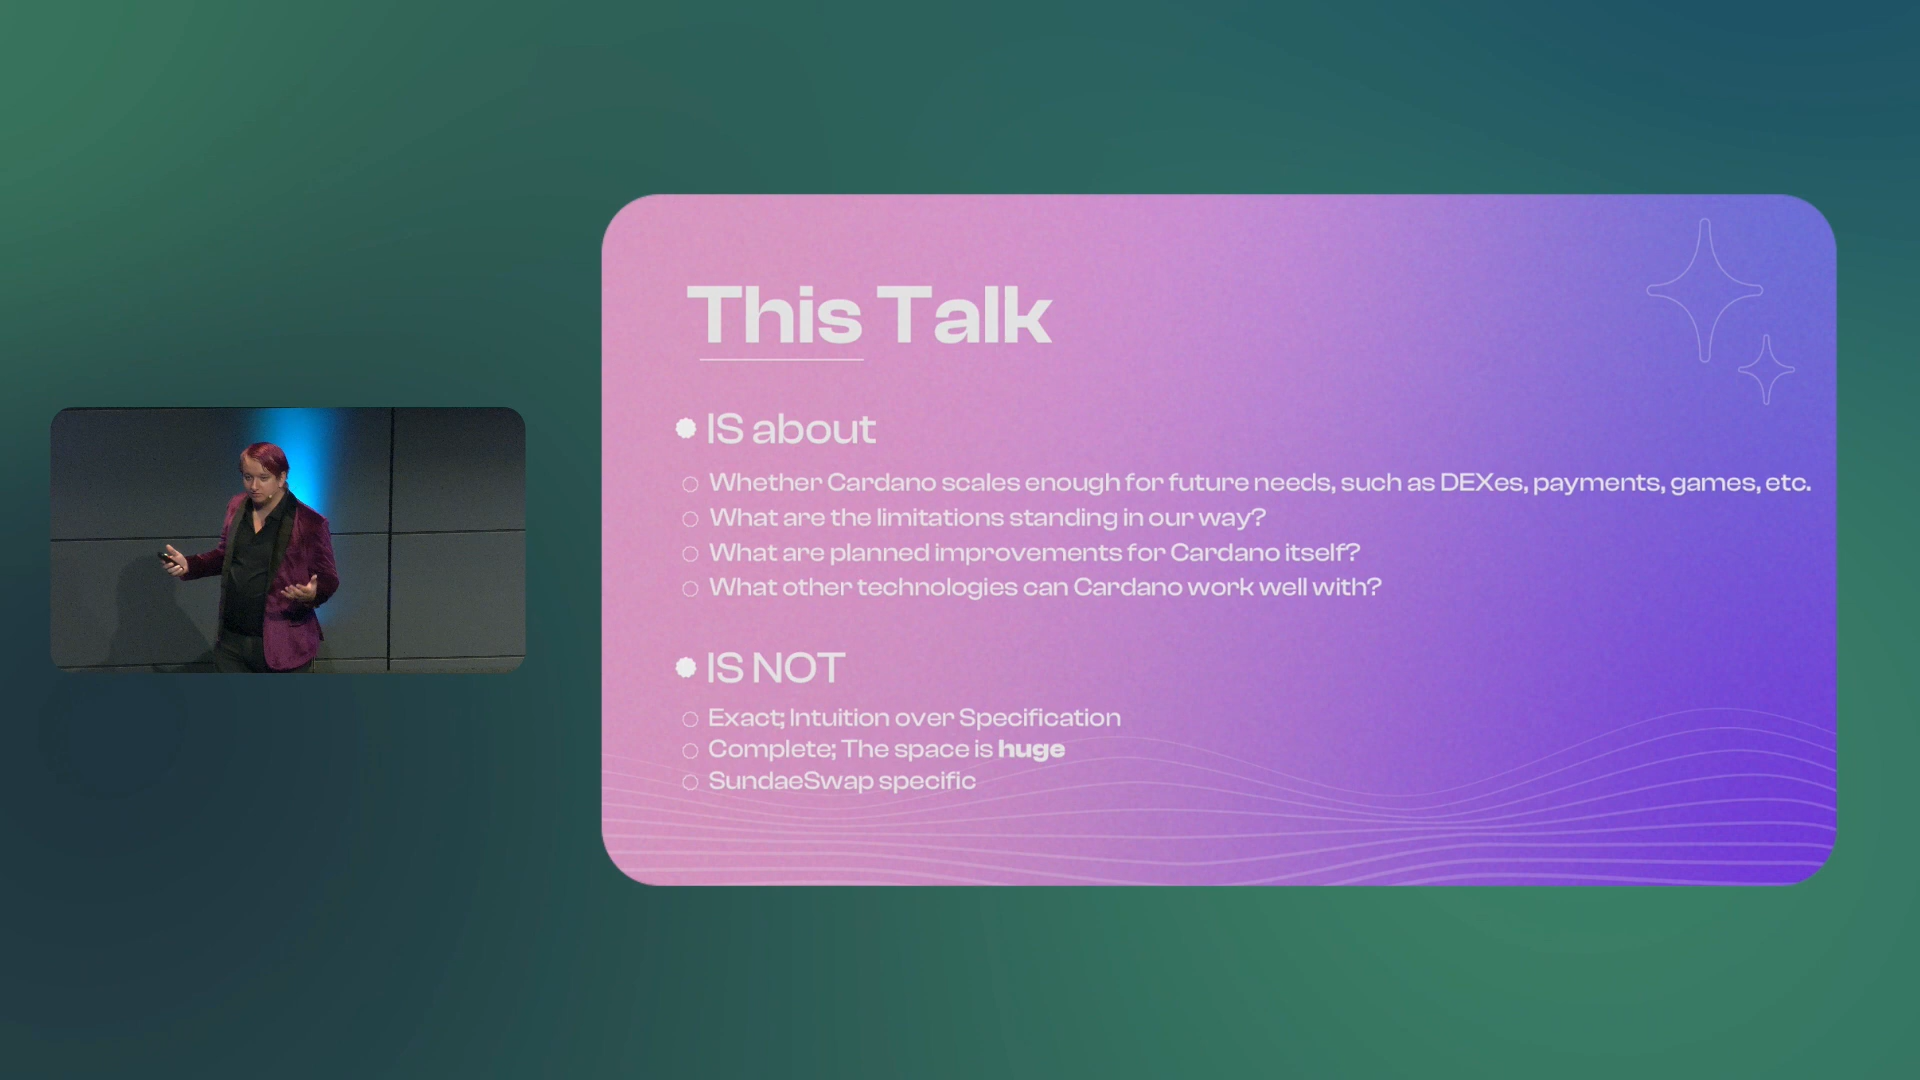 This Talk
IS about
Whether Cardano scales enough for future needs, such as DEXes, payments, games, etc.
What are the limitations standing in our way?
What are planned improvements for Cardano itself?
What other technologies can Cardano work well with?
IS NOT
Exact; Intuition over Specification
Complete; The space is huge
SundaeSwap specific